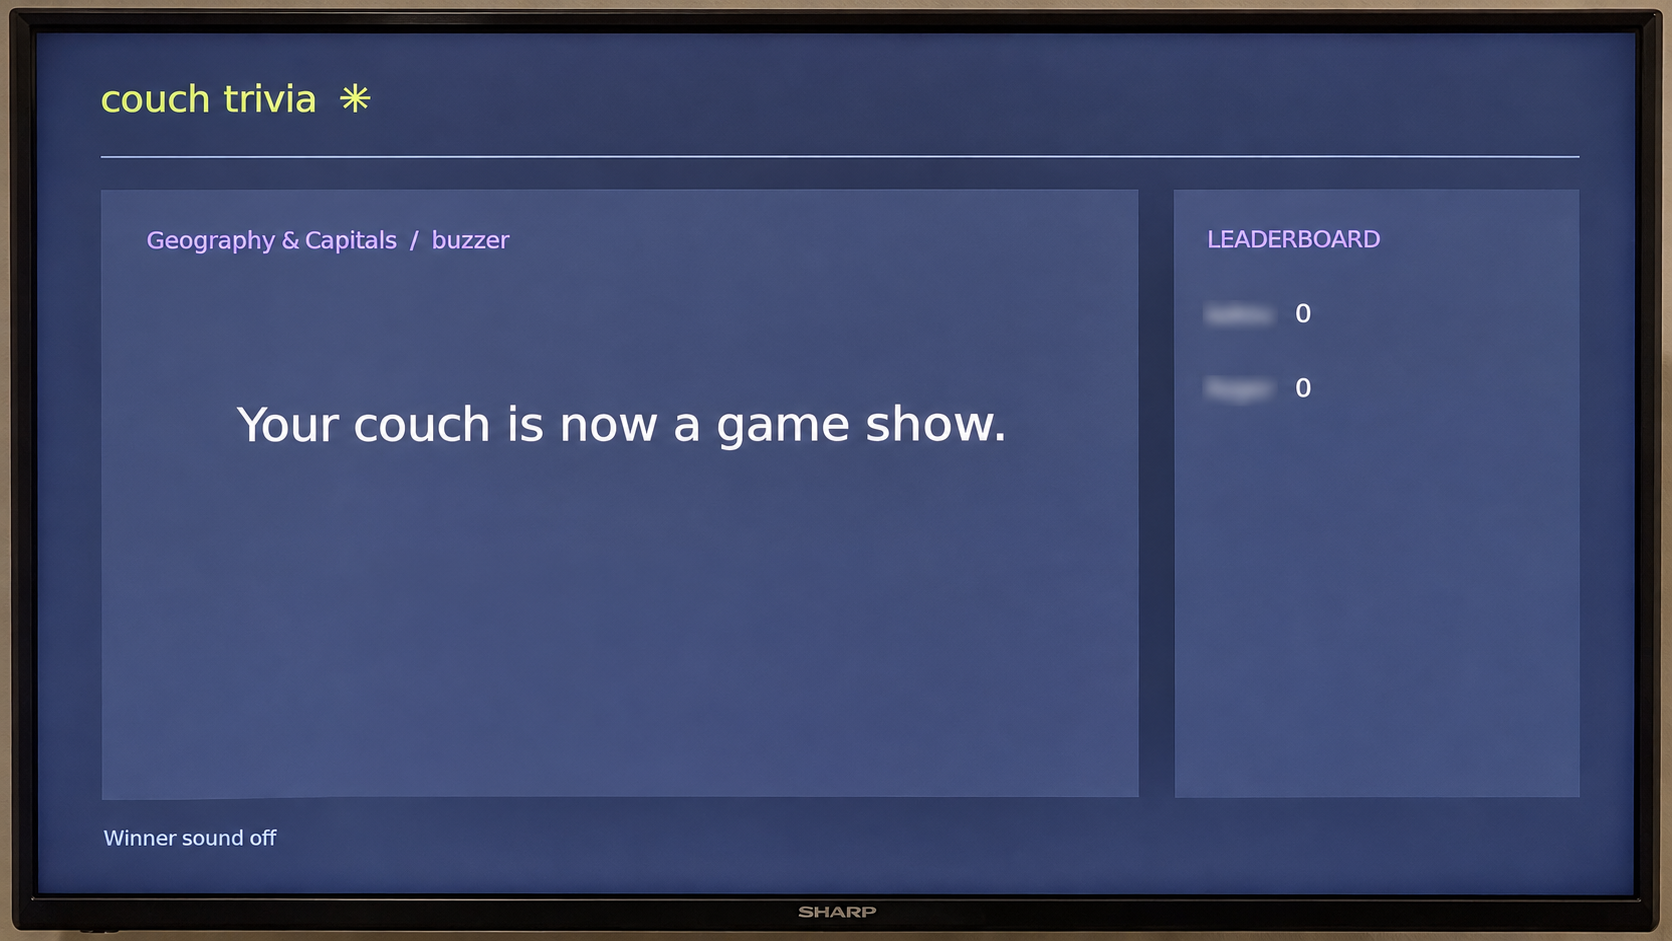 couch trivia ✳
Geography & Capitals / buzzer
LEADERBOARD
0
0
Your couch is now a game show.
Winner sound off
SHARP